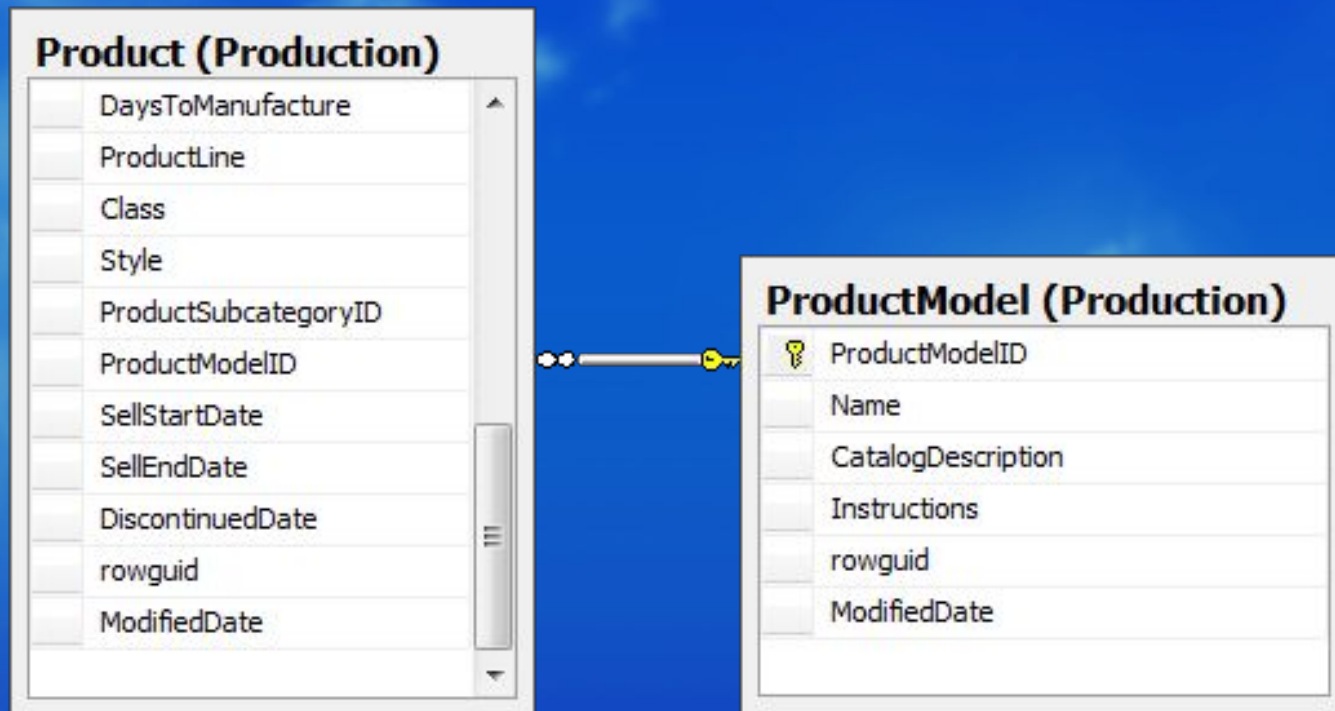 Product (Production)
DaysToManufacture
ProductLine
Class
Style
ProductSubcategoryID
ProductModelID
SellStartDate
SellEndDate
DiscontinuedDate
rowguid
ModifiedDate
ProductModel (Production)
ProductModelID
Name
CatalogDescription
Instructions
rowguid
ModifiedDate